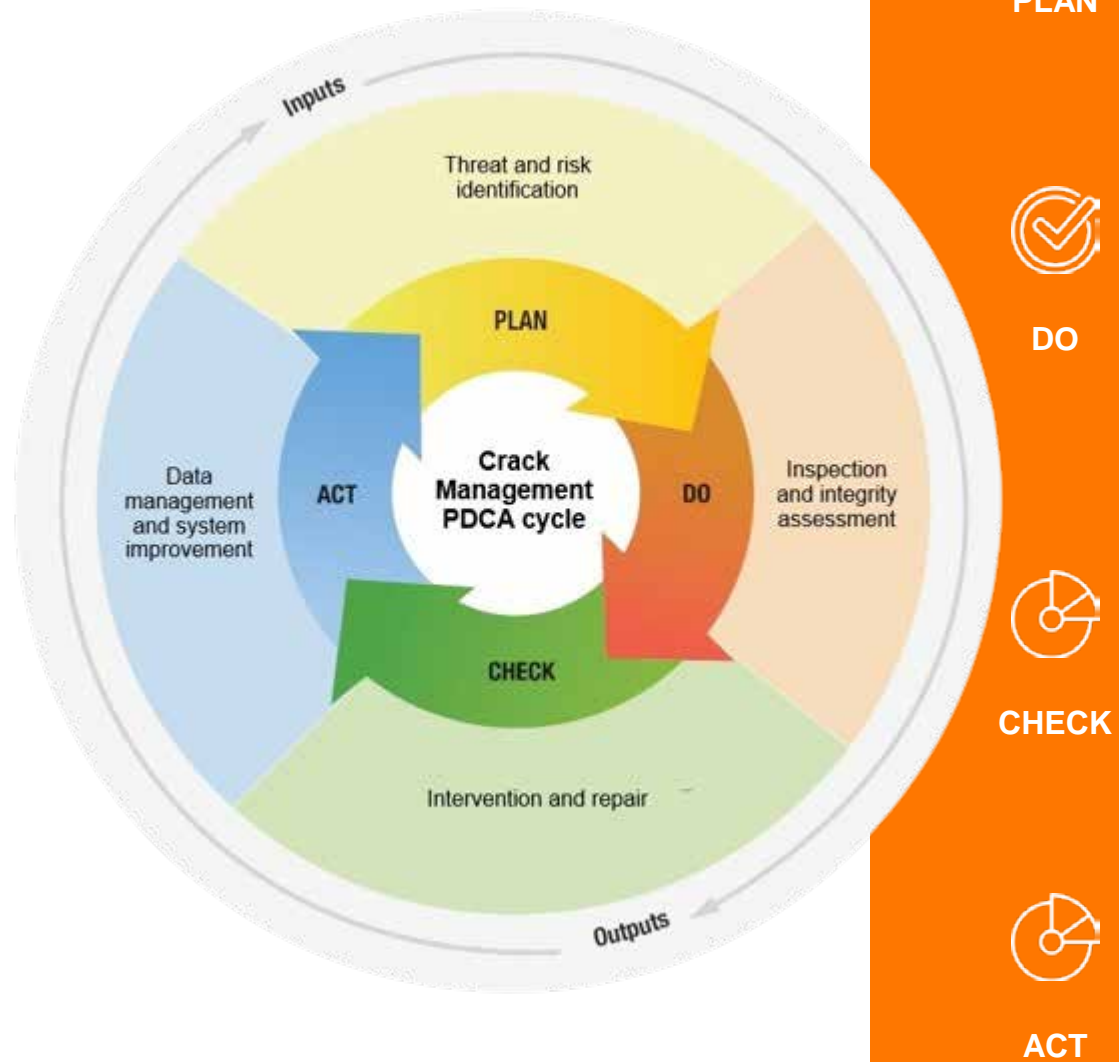 PLAN
Inputs
Threat and risk
identification
PLAN
DO
Crack
Management
PDCA cycle
ACT
DO
Data
management
and system
improvement
Inspection
and integrity
assessment
CHECK
CHECK
Intervention and repair
Outputs
ACT